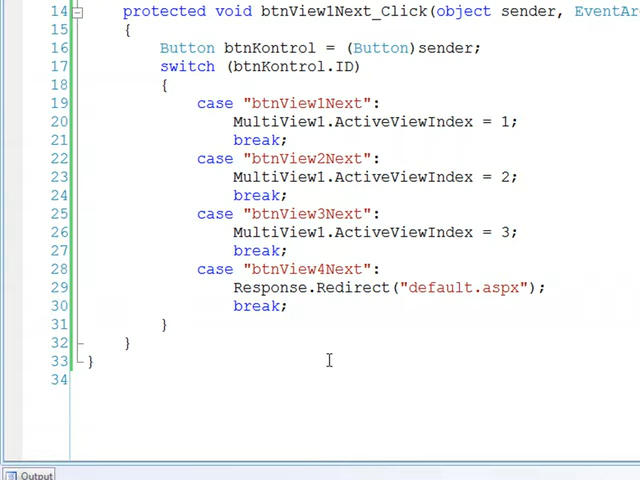 14 protected void btnView1Next_Click(object sender, EventAr
15 {
16 Button btnKontrol = (Button)sender;
17 switch (btnKontrol.ID)
18 {
19 case "btnView1Next":
20 MultiView1.ActiveViewIndex = 1;
21 break;
22 case "btnView2Next":
23 MultiView1.ActiveViewIndex = 2;
24 break;
25 case "btnView3Next":
26 MultiView1.ActiveViewIndex = 3;
27 break;
28 case "btnView4Next":
29 Response.Redirect("default.aspx");
30 break;
31 }
32 }
33 }
34
Output